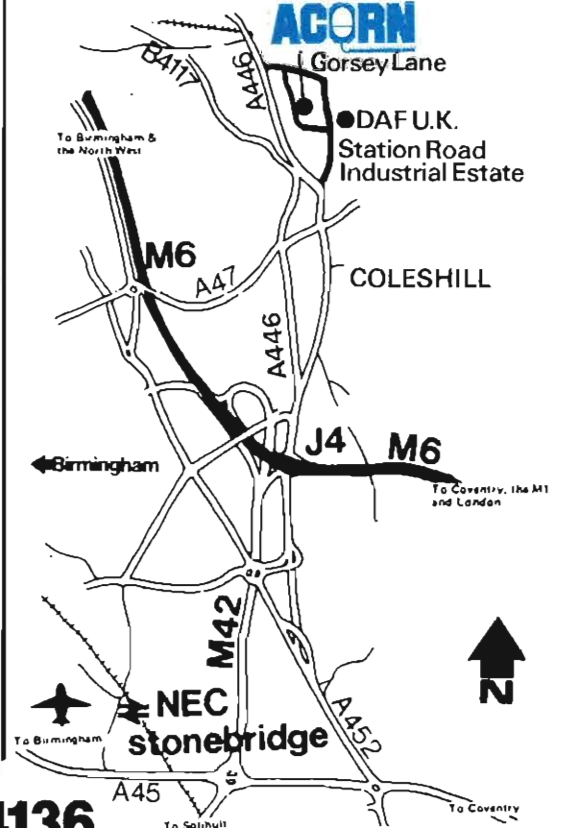 ACORN
Gorsey Lane
B4117
A446
DAF U.K.
Station Road
Industrial Estate
To Birmingham &
the North West
M6
A47
COLESHILL
A446
J4 M6
Birmingham
To Coventry, the M1
and London
M42
N
NEC
stonebridge
A452
To Birmingham
A45
To Coventry
To Solihull
136